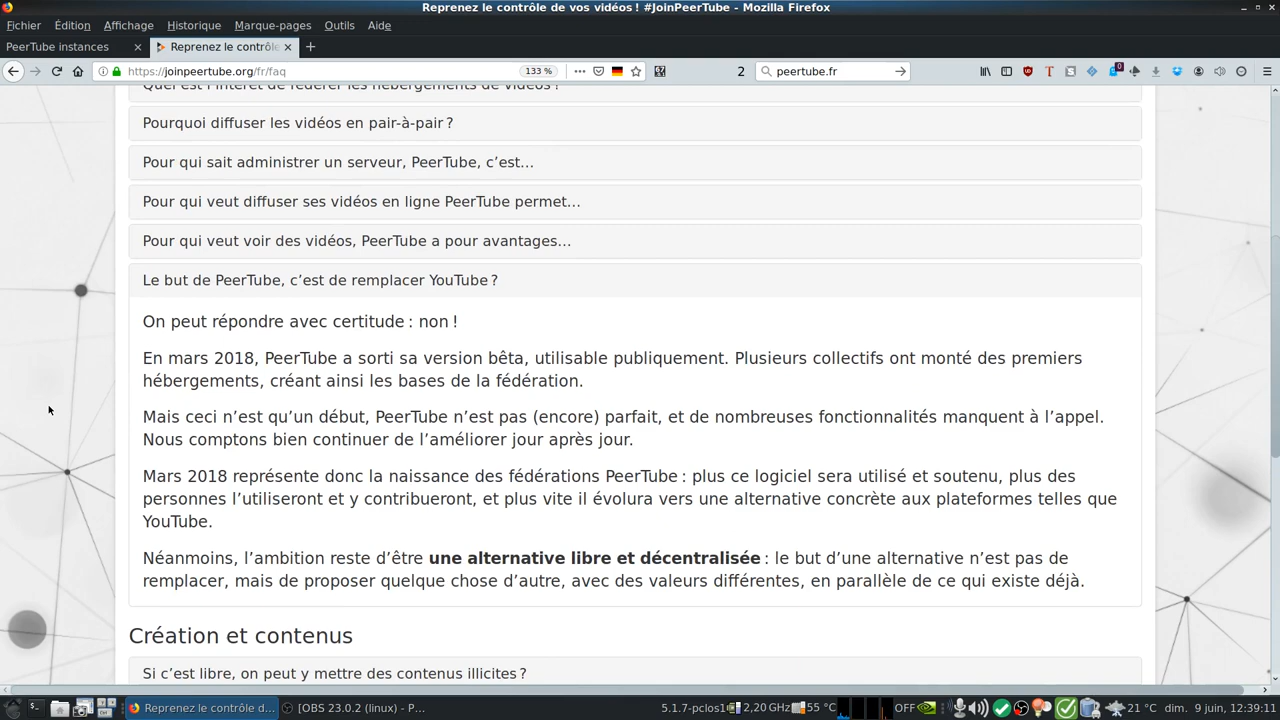 Reprenez le contrôle de vos vidéos ! #JoinPeerTube - Mozilla Firefox
Fichier Édition Affichage Historique Marque-pages Outils Aide
PeerTube instances Reprenez le contrôle
https://joinpeertube.org/fr/faq 133 % 2 peertube.fr 0
Quel est l’intérêt de fédérer les hébergements de vidéos ?
Pourquoi diffuser les vidéos en pair-à-pair ?
Pour qui sait administrer un serveur, PeerTube, c’est…
Pour qui veut diffuser ses vidéos en ligne PeerTube permet…
Pour qui veut voir des vidéos, PeerTube a pour avantages…
Le but de PeerTube, c’est de remplacer YouTube ?
On peut répondre avec certitude : non !
En mars 2018, PeerTube a sorti sa version bêta, utilisable publiquement. Plusieurs collectifs ont monté des premiers
hébergements, créant ainsi les bases de la fédération.
Mais ceci n’est qu’un début, PeerTube n’est pas (encore) parfait, et de nombreuses fonctionnalités manquent à l’appel.
Nous comptons bien continuer de l’améliorer jour après jour.
Mars 2018 représente donc la naissance des fédérations PeerTube : plus ce logiciel sera utilisé et soutenu, plus des
personnes l’utiliseront et y contribueront, et plus vite il évolura vers une alternative concrète aux plateformes telles que
YouTube.
Néanmoins, l’ambition reste d’être une alternative libre et décentralisée : le but d’une alternative n’est pas de
remplacer, mais de proposer quelque chose d’autre, avec des valeurs différentes, en parallèle de ce qui existe déjà.
Création et contenus
Si c’est libre, on peut y mettre des contenus illicites ?
Reprenez le contrôle d... [OBS 23.0.2 (linux) - P... 5.1.7-pclos1 2,20 GHz 55 °C OFF 21 °C dim. 9 juin, 12:39:11